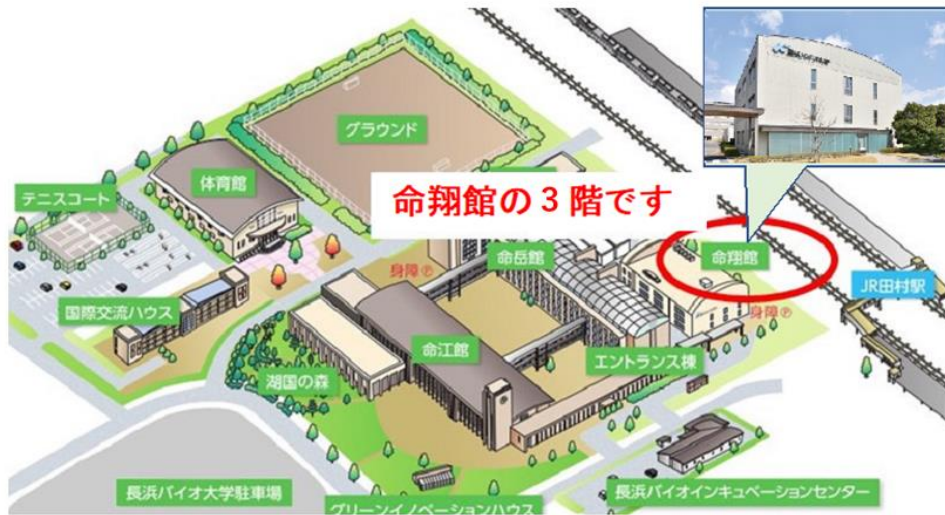 グラウンド
体育館
テニスコート
命翔館の3階です
命岳館
命翔館
身障Ⓟ
JR田村駅
国際交流ハウス
身障Ⓟ
命江館
エントランス棟
湖国の森
長浜バイオ大学駐車場
グリーンイノベーションハウス
長浜バイオインキュベーションセンター